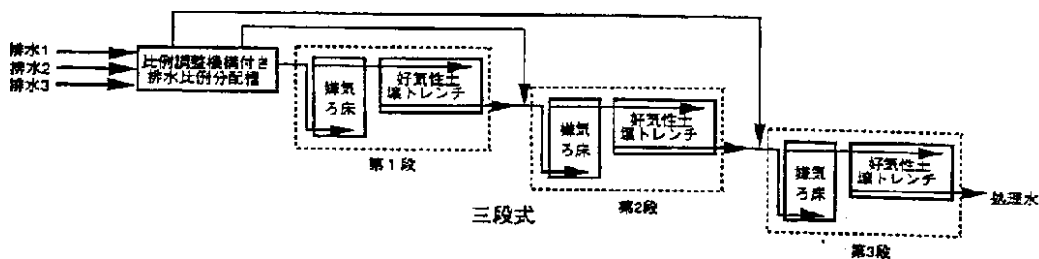 排水1
排水2
排水3
比例調整機構付き
排水比例分配槽
嫌気
ろ床
好気性土
壌トレンチ
第1段
嫌気
ろ床
好気性土
壌トレンチ
第2段
三段式
嫌気
ろ床
好気性土
壌トレンチ
処理水
第3段